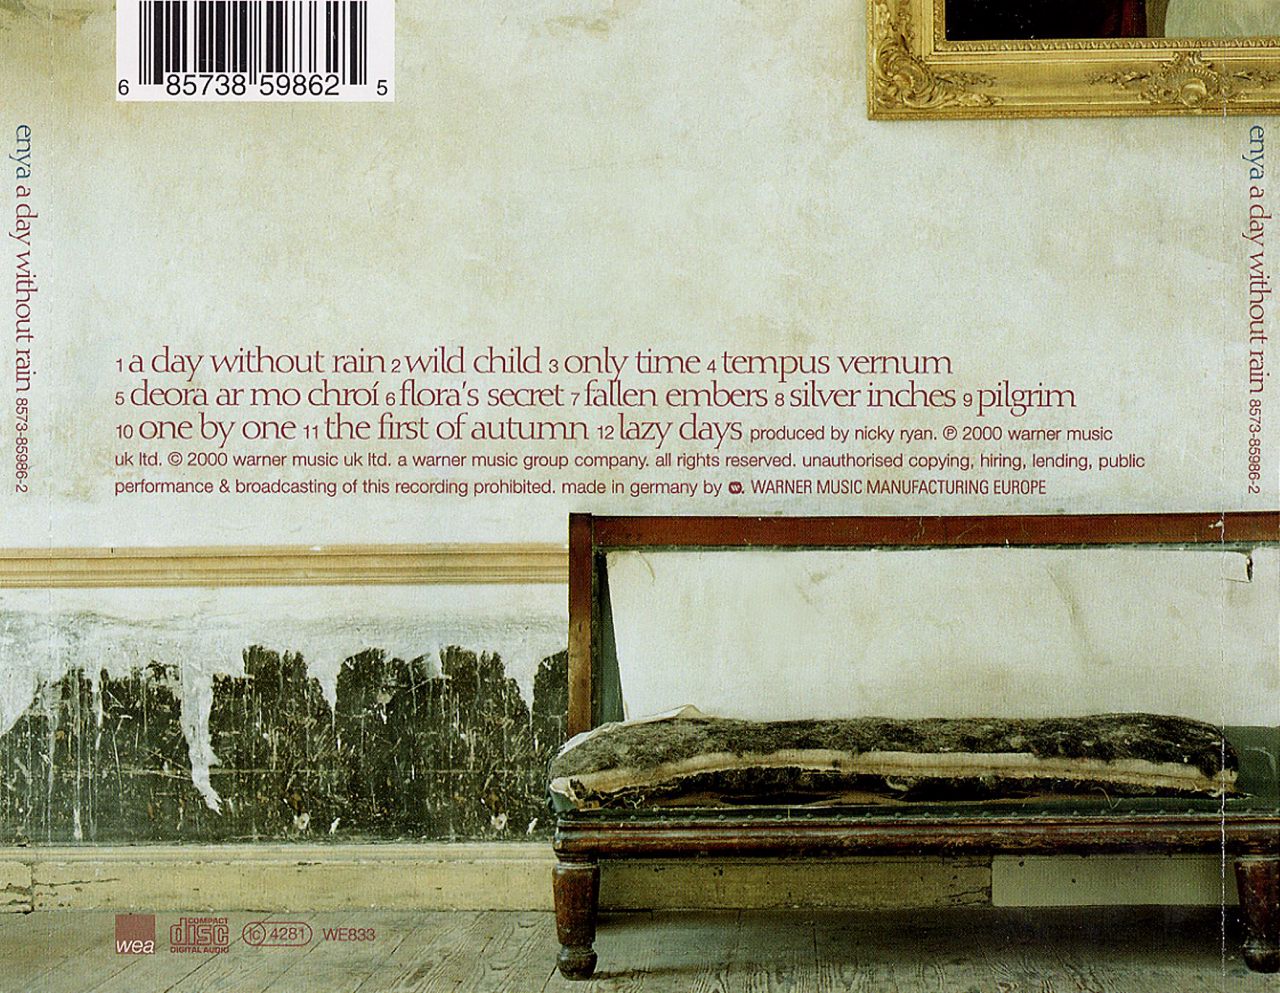 6 85738 59862 5
enya a day without rain 8573-85986-2
enya a day without rain 8573-85986-2
1 a day without rain 2 wild child 3 only time 4 tempus vernum
5 deora ar mo chroí 6 flora's secret 7 fallen embers 8 silver inches 9 pilgrim
10 one by one 11 the first of autumn 12 lazy days produced by nicky ryan. ℗ 2000 warner music
uk ltd. © 2000 warner music uk ltd. a warner music group company. all rights reserved. unauthorised copying, hiring, lending, public
performance & broadcasting of this recording prohibited. made in germany by W. WARNER MUSIC MANUFACTURING EUROPE
wea COMPACT disc DIGITAL AUDIO lc 4281 WE833